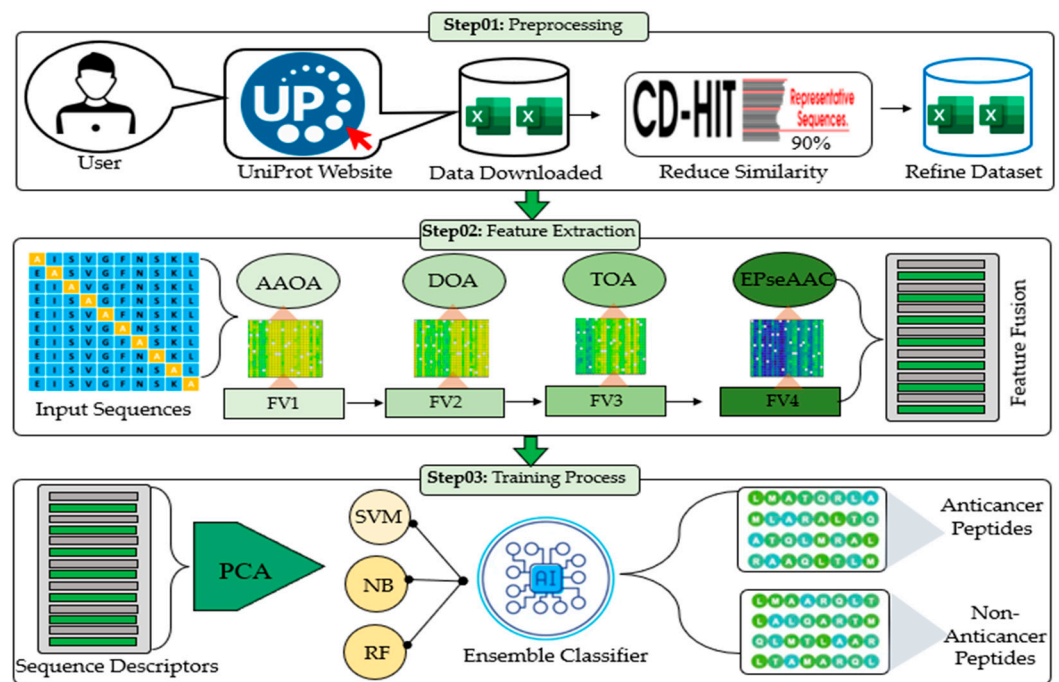 Step01: Preprocessing
UP
CD-HIT
Representative
Sequences.
90%
X X
X X
User
UniProt Website
Data Downloaded
Reduce Similarity
Refine Dataset
Step02: Feature Extraction
A I S V G F N S K L
E A S V G F N S K L
E I A V G F N S K L
E I S A G F N S K L
E I S V A F N S K L
E I S V G A N S K L
E I S V G F A S K L
E I S V G F N A K L
E I S V G F N S A L
E I S V G F N S K A
Input Sequences
AAOA
DOA
TOA
EPseAAC
FV1
FV2
FV3
FV4
Feature Fusion
Step03: Training Process
Sequence Descriptors
PCA
SVM
NB
RF
AI
Ensemble Classifier
L M A T Q R L A
M L A R A L T Q
A T Q L M R A L
R A A Q L T L M
Anticancer
Peptides
L M A A R Q L T
L A L Q A R T M
Q L M T L A A R
L T A M A R Q L
Non-
Anticancer
Peptides